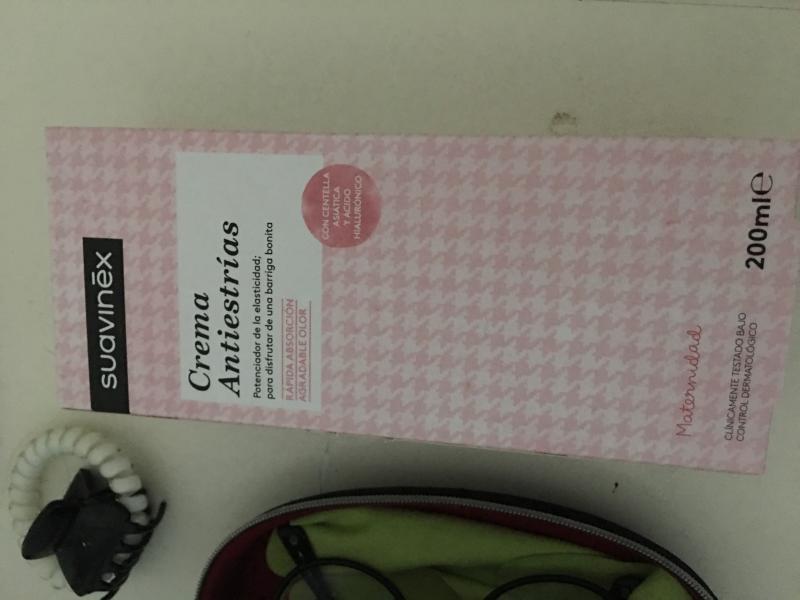 suavinēx
Crema
Antiestrías
Potenciador de la elasticidad;
para disfrutar de una barriga bonita
RÁPIDA ABSORCIÓN
AGRADABLE OLOR
CON CENTELLA
ASIÁTICA
Y ÁCIDO
HIALURÓNICO
Maternidad
CLÍNICAMENTE TESTADO BAJO
CONTROL DERMATOLÓGICO
200ml℮